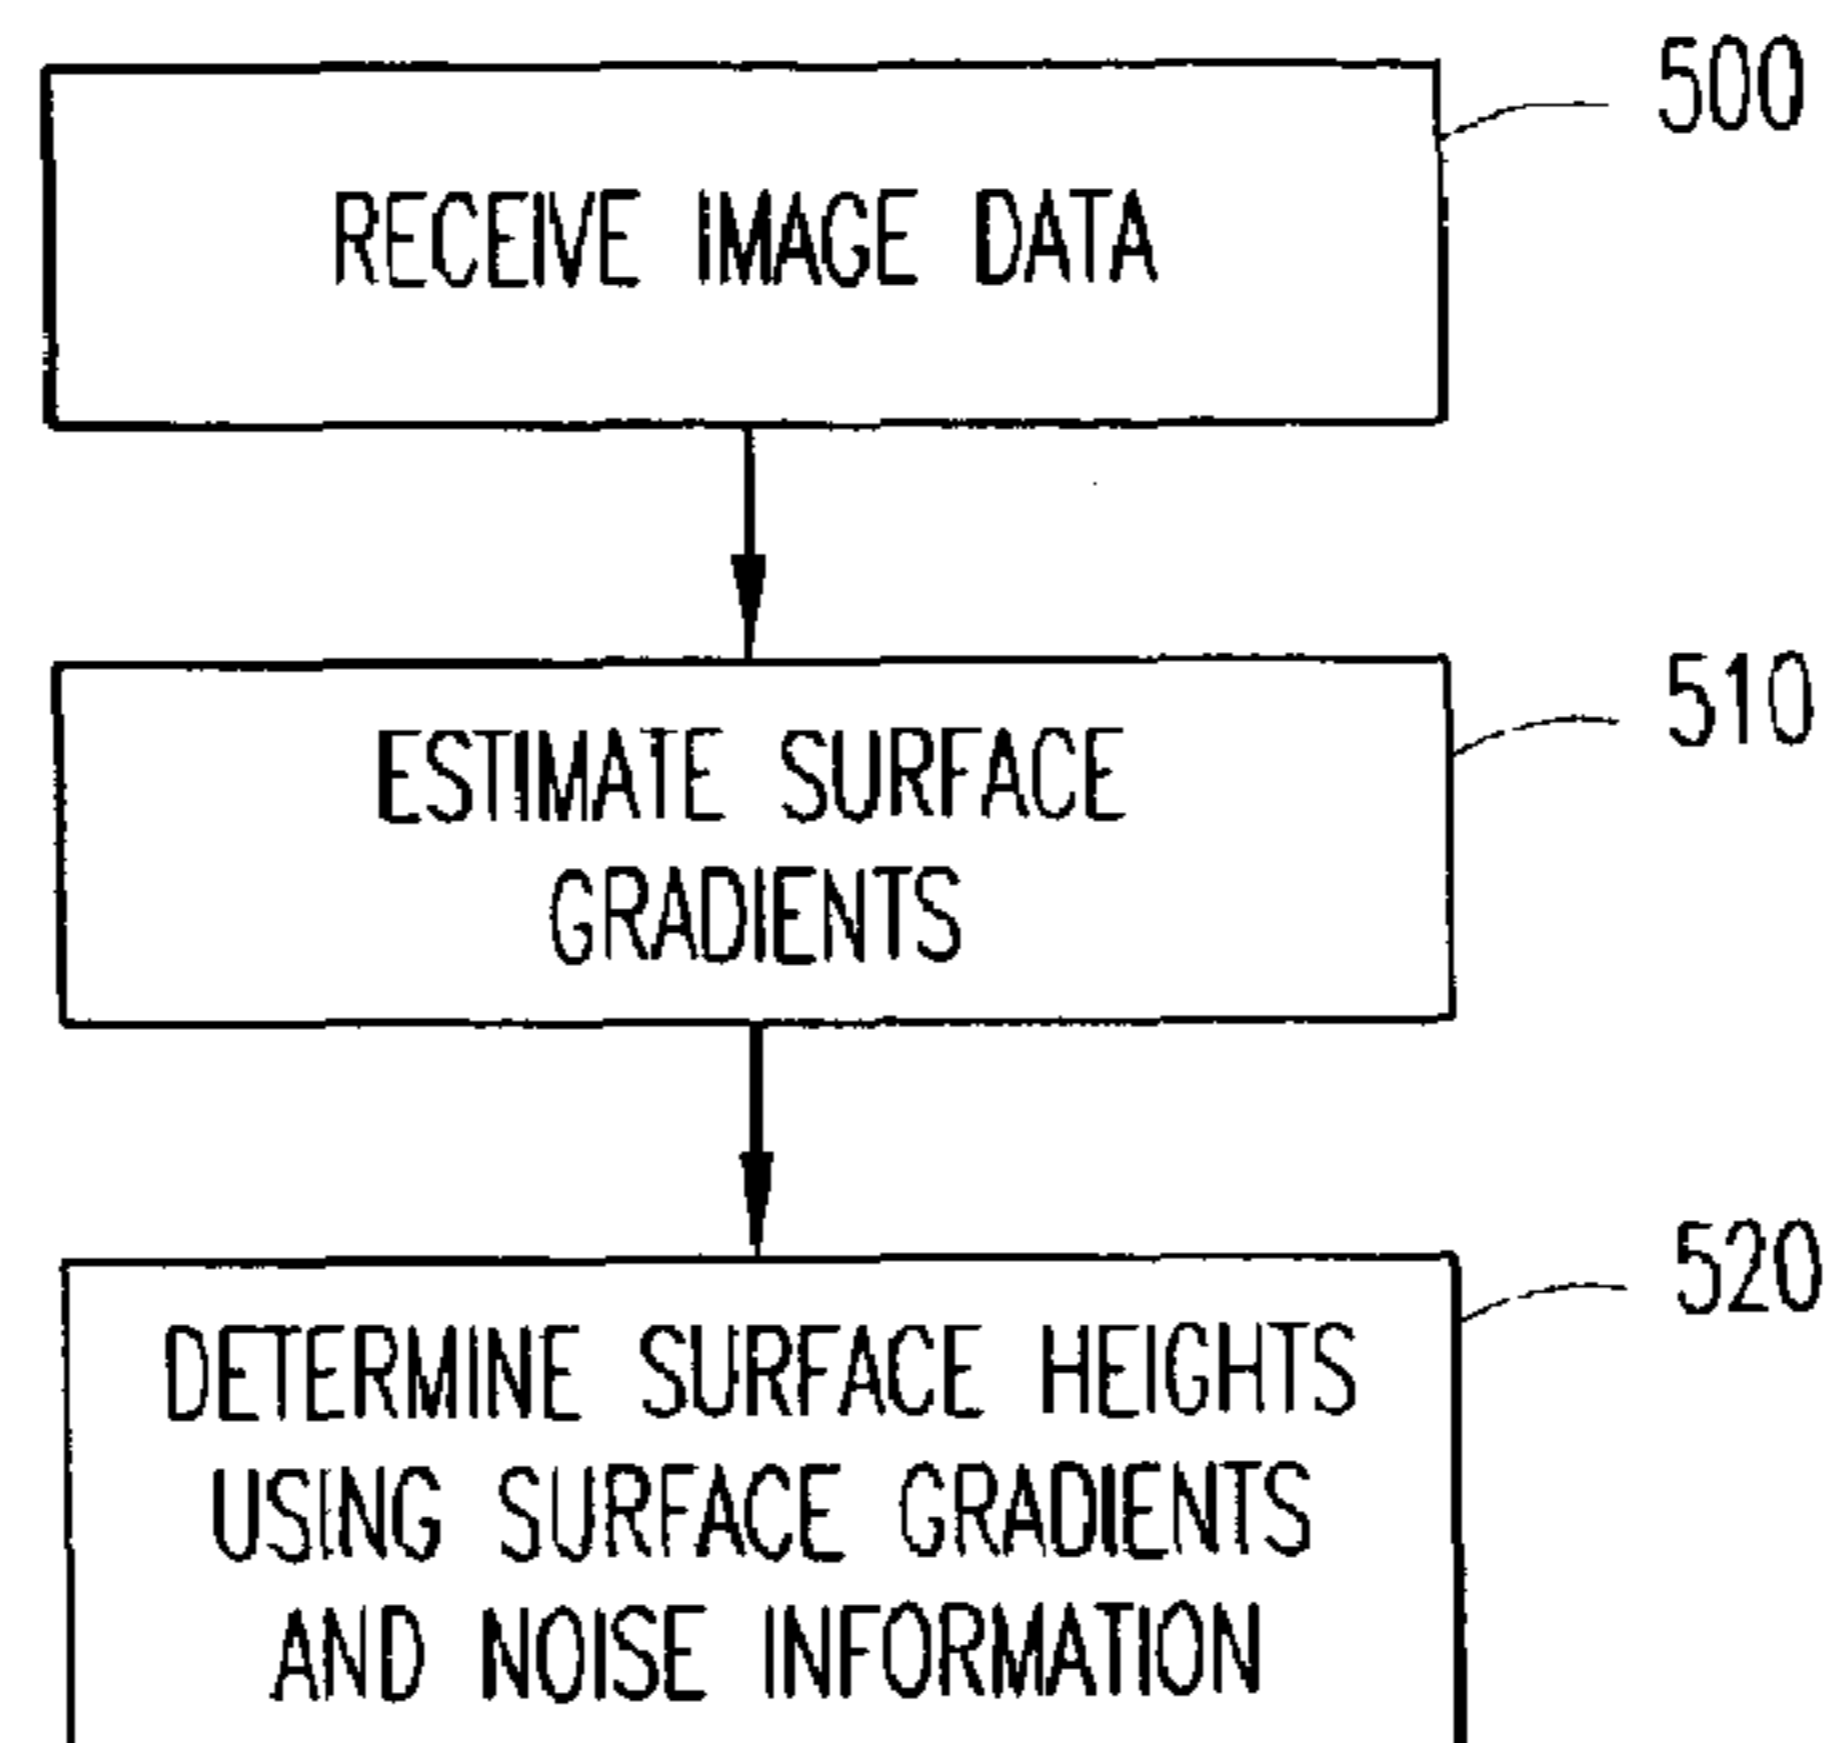 500
RECEIVE IMAGE DATA
510
ESTIMATE SURFACE
GRADIENTS
520
DETERMINE SURFACE HEIGHTS
USING SURFACE GRADIENTS
AND NOISE INFORMATION